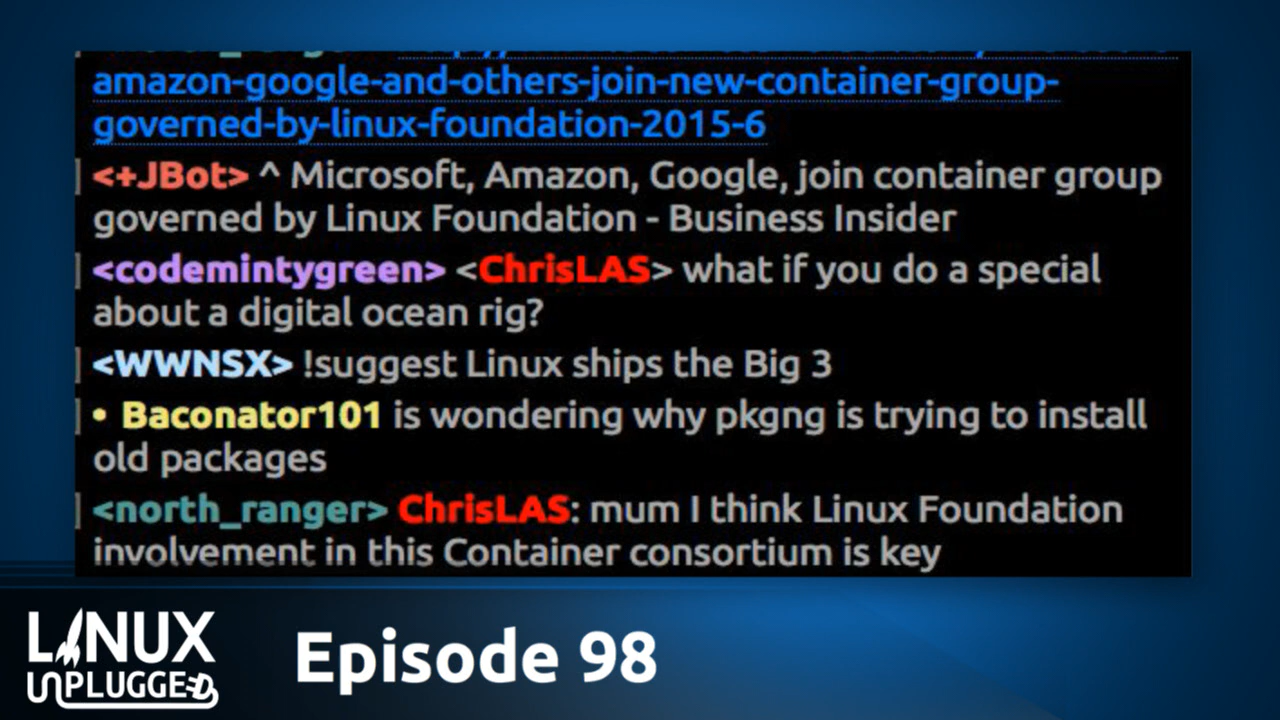 amazon-google-and-others-join-new-container-group-
governed-by-linux-foundation-2015-6
<+JBot> ^ Microsoft, Amazon, Google, join container group
governed by Linux Foundation - Business Insider
<codemintygreen> <ChrisLAS> what if you do a special
about a digital ocean rig?
<WWNSX> !suggest Linux ships the Big 3
• Baconator101 is wondering why pkgng is trying to install
old packages
<north_ranger> ChrisLAS: mum I think Linux Foundation
involvement in this Container consortium is key
LINUX
UNPLUGGED
Episode 98